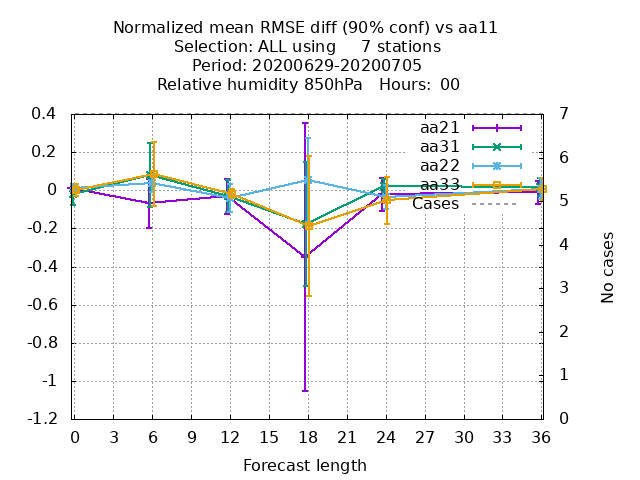 Normalized mean RMSE diff (90% conf) vs aa11
Selection: ALL using     7 stations
Period: 20200629-20200705
Relative humidity 850hPa   Hours: 00
0.4
0.2
0
-0.2
-0.4
-0.6
-0.8
-1
-1.2
aa21
aa31
aa22
aa33
Cases
7
6
5
4
3
2
1
0
No cases
0 3 6 9 12 15 18 21 24 27 30 33 36
Forecast length